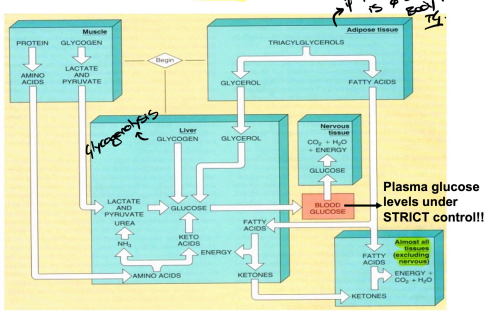 is
Body
Muscle
Adipose tissue
PROTEIN
GLYCOGEN
TRIACYLGLYCEROLS
Begin
AMINO
ACIDS
LACTATE
AND
PYRUVATE
GLYCEROL
FATTY ACIDS
Glycogenolysis
Liver
GLYCOGEN
GLYCEROL
Nervous
tissue
CO₂ + H₂O
+ ENERGY
GLUCOSE
LACTATE
AND
PYRUVATE
GLUCOSE
BLOOD
GLUCOSE
Plasma glucose
levels under
STRICT control!!
UREA
NH₃
KETO
ACIDS
FATTY
ACIDS
ENERGY
AMINO ACIDS
KETONES
Almost all
tissues
(excluding
nervous)
FATTY
ACIDS
ENERGY +
CO₂ + H₂O
KETONES